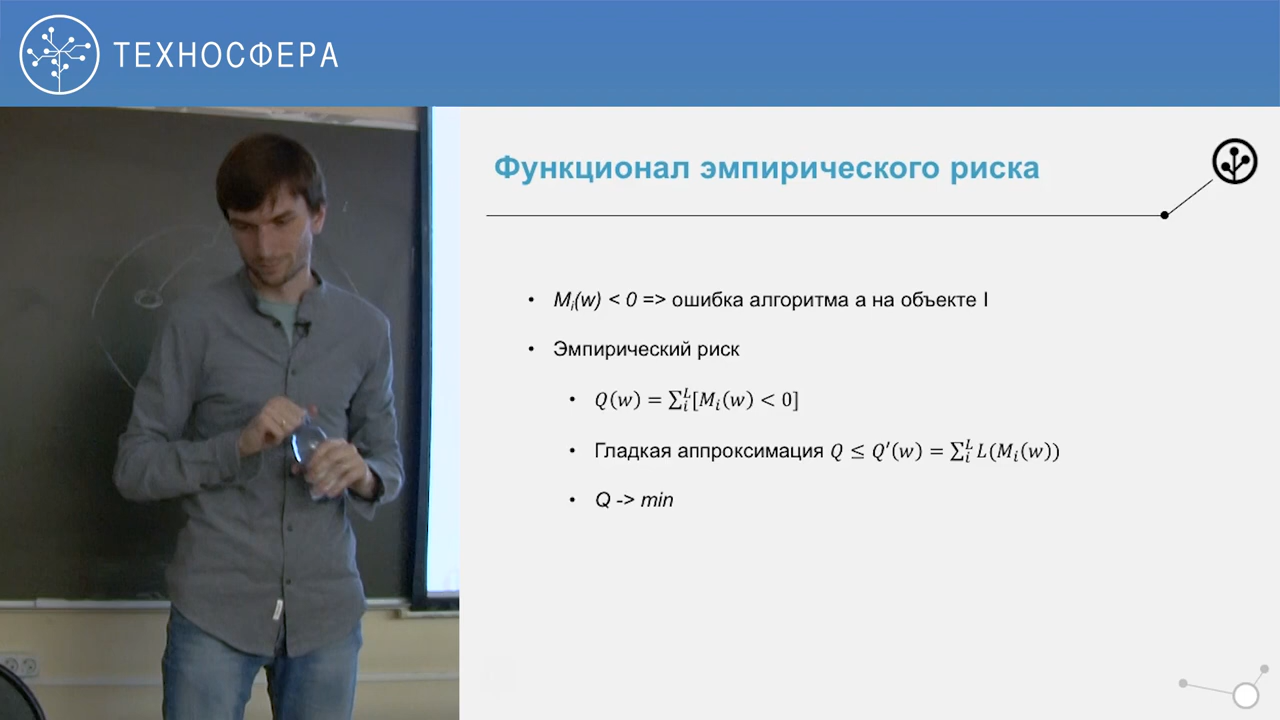 ТЕХНОСФЕРА
Функционал эмпирического риска
• Mᵢ(w) < 0 => ошибка алгоритма a на объекте I
• Эмпирический риск
• Q(w) = ∑ᵢᴸ[Mᵢ(w) < 0]
• Гладкая аппроксимация Q ≤ Q′(w) = ∑ᵢᴸ L(Mᵢ(w))
• Q -> min